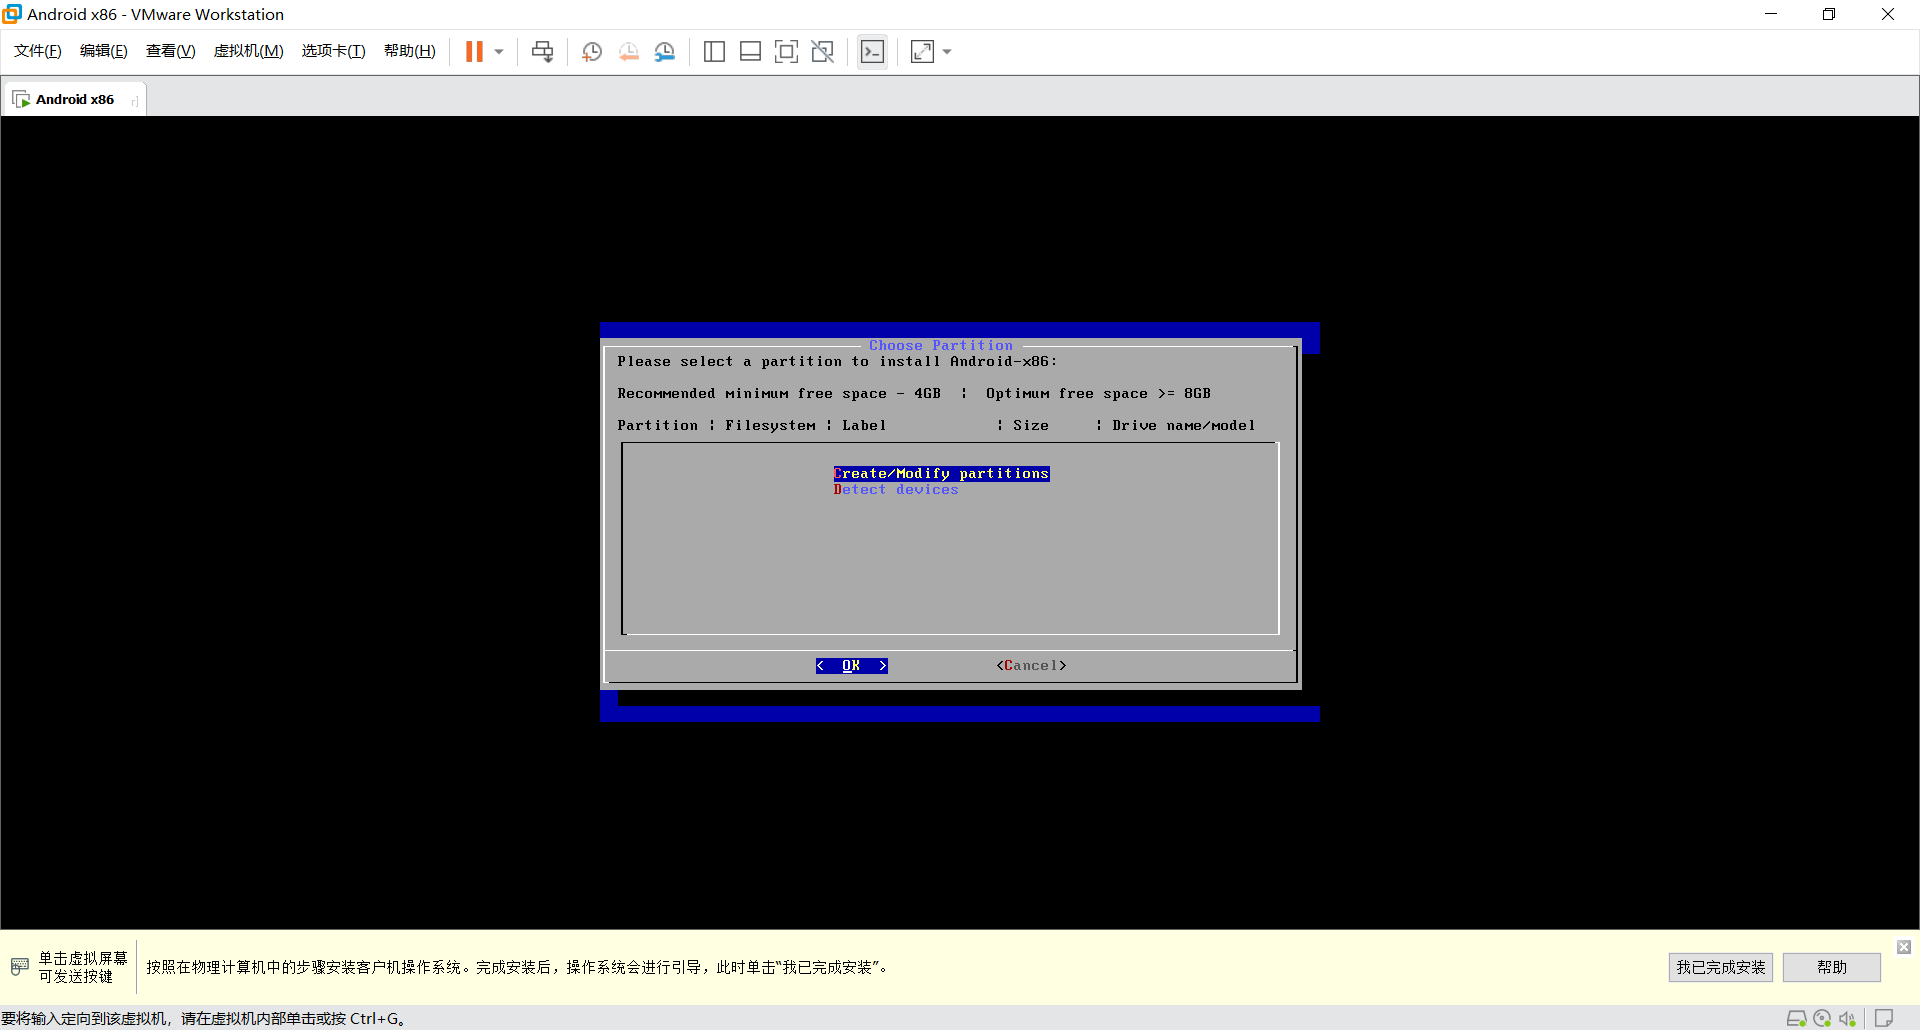 Android x86 - VMware Workstation
文件(F) 编辑(E) 查看(V) 虚拟机(M) 选项卡(T) 帮助(H)
Android x86
Choose Partition
Please select a partition to install Android-x86:
Recommended minimum free space - 4GB ¦ Optimum free space >= 8GB
Partition ¦ Filesystem ¦ Label ¦ Size ¦ Drive name/model
Create/Modify partitions
Detect devices
< OK > <Cancel>
单击虚拟屏幕
可发送按键
按照在物理计算机中的步骤安装客户机操作系统。完成安装后，操作系统会进行引导，此时单击“我已完成安装”。
我已完成安装 帮助
要将输入定向到该虚拟机，请在虚拟机内部单击或按 Ctrl+G。